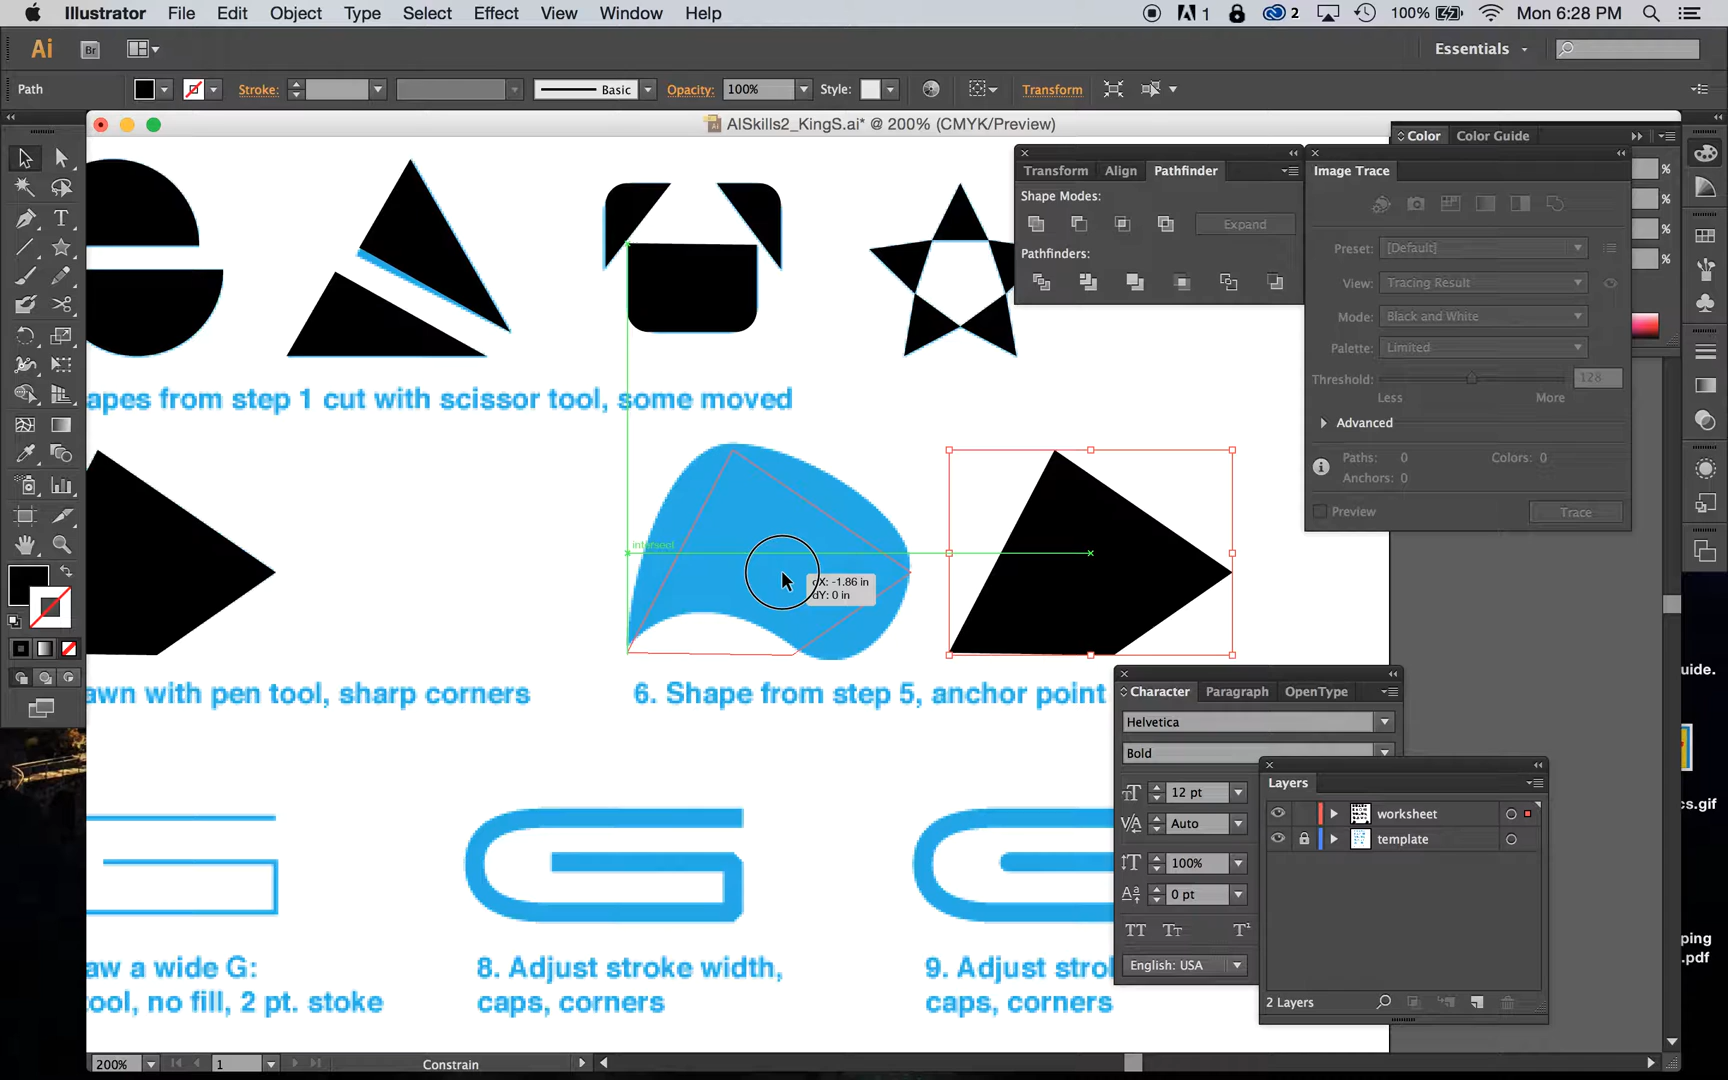 Illustrator File Edit Object Type Select Effect View Window Help
1 2 100% Mon 6:28 PM
Ai Br Essentials
Path Stroke: Basic Opacity: 100% Style: Transform
AISkills2_KingS.ai* @ 200% (CMYK/Preview)
Color Color Guide
Transform Align Pathfinder
Shape Modes:
Expand
Pathfinders:
Image Trace
Preset: [Default]
View: Tracing Result
Mode: Black and White
Palette: Limited
Threshold: 128
Less More
Advanced
Paths: 0 Colors: 0
Anchors: 0
Preview Trace
%
%
%
%
apes from step 1 cut with scissor tool, some moved
intersect
dX: -1.86 in
dY: 0 in
awn with pen tool, sharp corners
6. Shape from step 5, anchor point
Character Paragraph OpenType
Helvetica
Bold
12 pt
Auto
100%
0 pt
TT Tt T¹
English: USA
Layers
worksheet
template
2 Layers
uide.
cs.gif
ping
.pdf
aw a wide G:
ool, no fill, 2 pt. stoke
8. Adjust stroke width,
caps, corners
9. Adjust stro
caps, corners
200% 1 Constrain